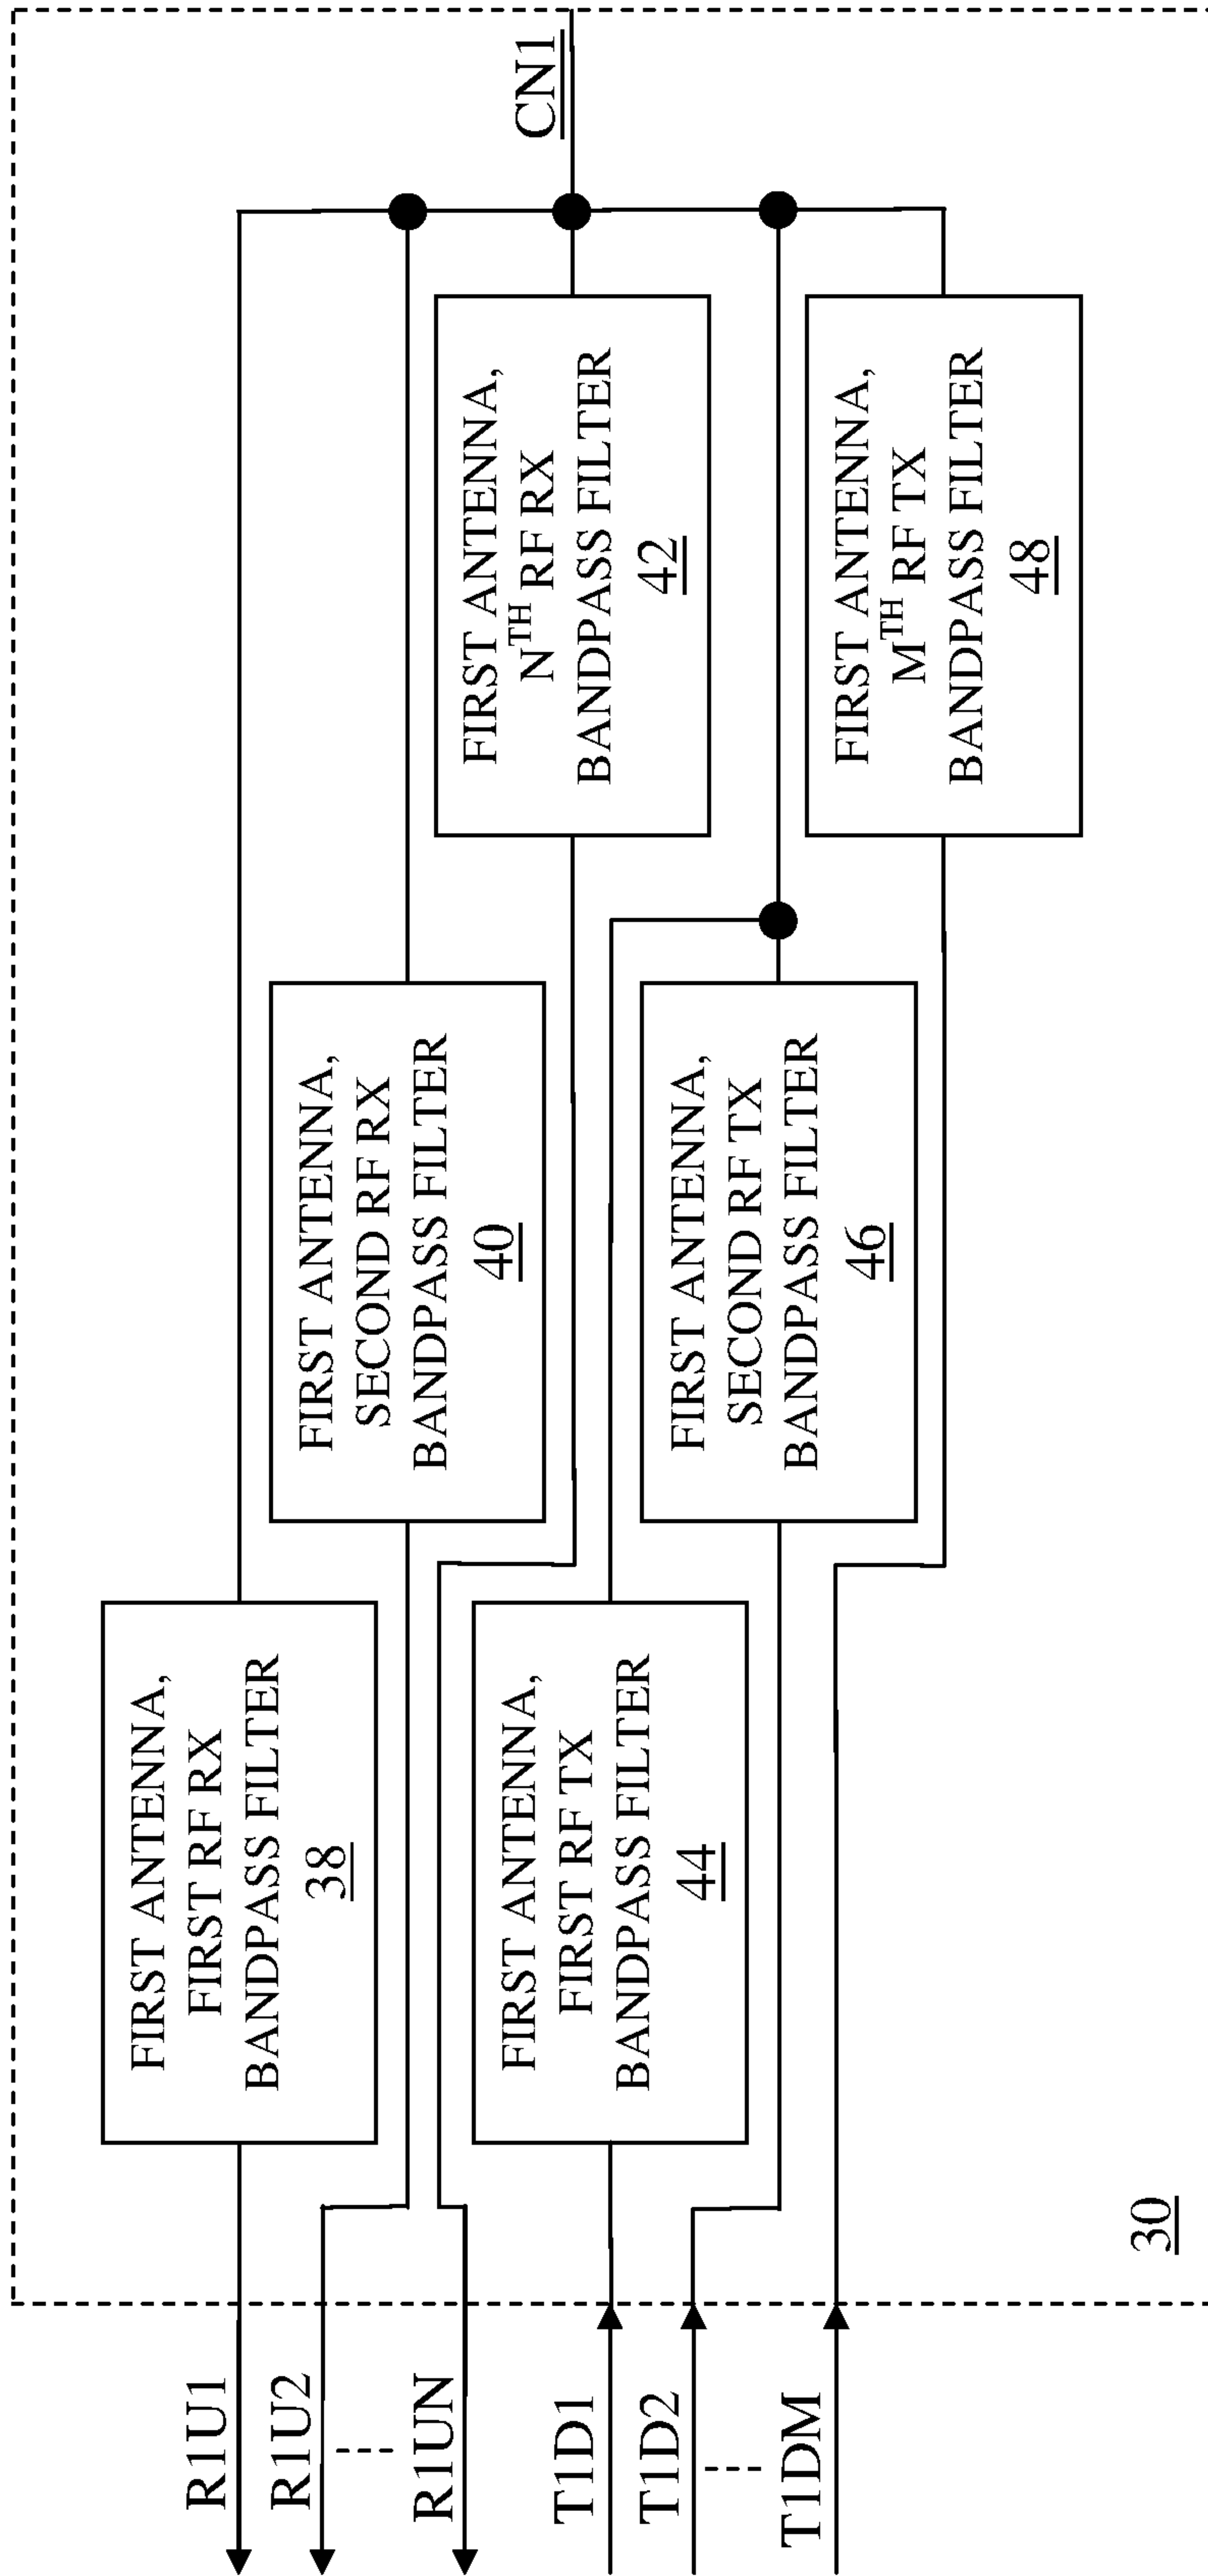 R1U1
R1U2
R1UN
T1D1
T1D2
T1DM
FIRST ANTENNA,
FIRST RF RX
BANDPASS FILTER
38
FIRST ANTENNA,
SECOND RF RX
BANDPASS FILTER
40
FIRST ANTENNA,
NTH RF RX
BANDPASS FILTER
42
FIRST ANTENNA,
FIRST RF TX
BANDPASS FILTER
44
FIRST ANTENNA,
SECOND RF TX
BANDPASS FILTER
46
FIRST ANTENNA,
MTH RF TX
BANDPASS FILTER
48
CN1
30